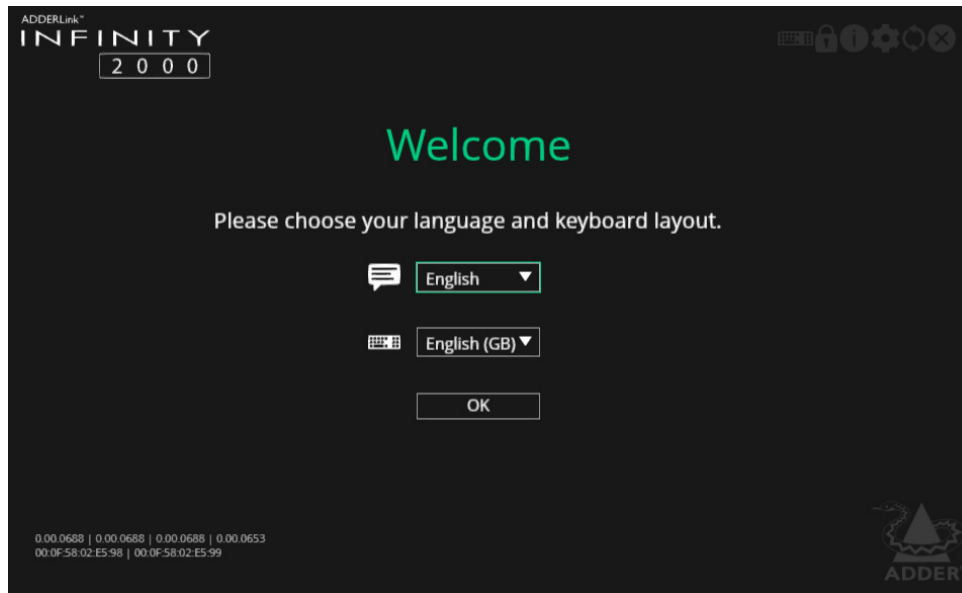 ADDERLink™
INFINITY
2000
Welcome
Please choose your language and keyboard layout.
English
English (GB)
OK
0.00.0688 | 0.00.0688 | 0.00.0688 | 0.00.0653
00:0F:58:02:E5:98 | 00:0F:58:02:E5:99
ADDER